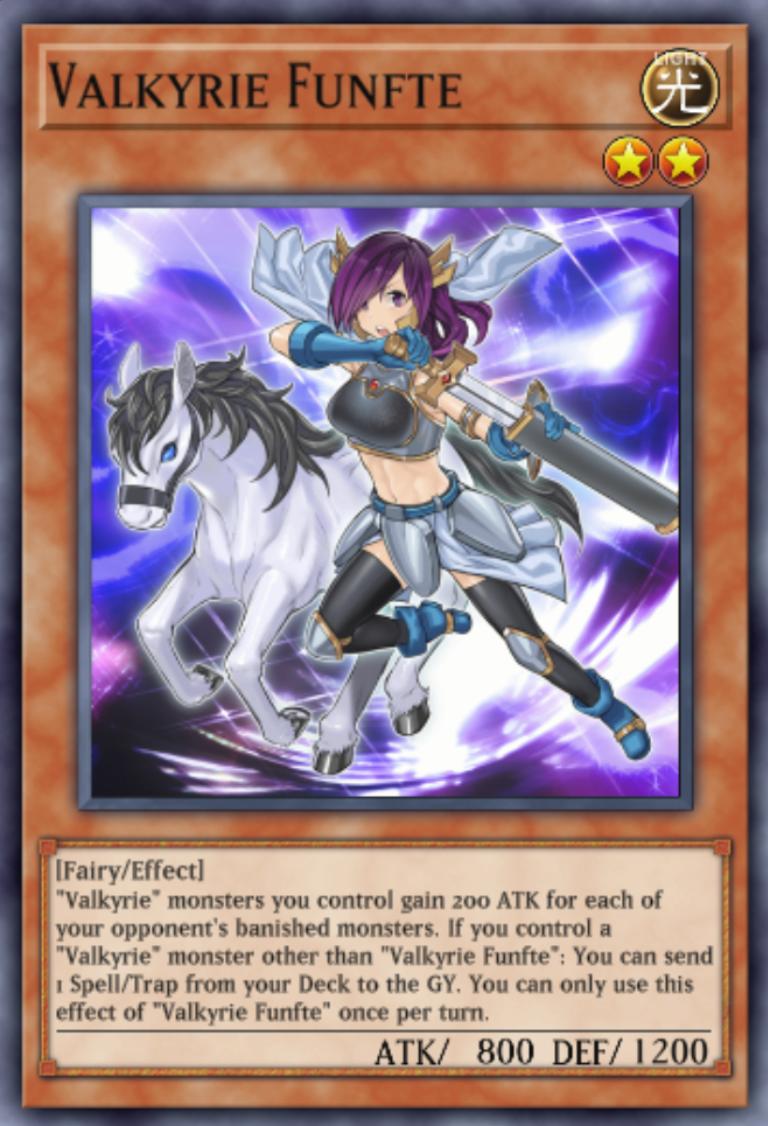 VALKYRIE FUNFTE
LIGHT
光
[Fairy/Effect]
"Valkyrie" monsters you control gain 200 ATK for each of
your opponent's banished monsters. If you control a
"Valkyrie" monster other than "Valkyrie Funfte": You can send
1 Spell/Trap from your Deck to the GY. You can only use this
effect of "Valkyrie Funfte" once per turn.
ATK/ 800 DEF/ 1200